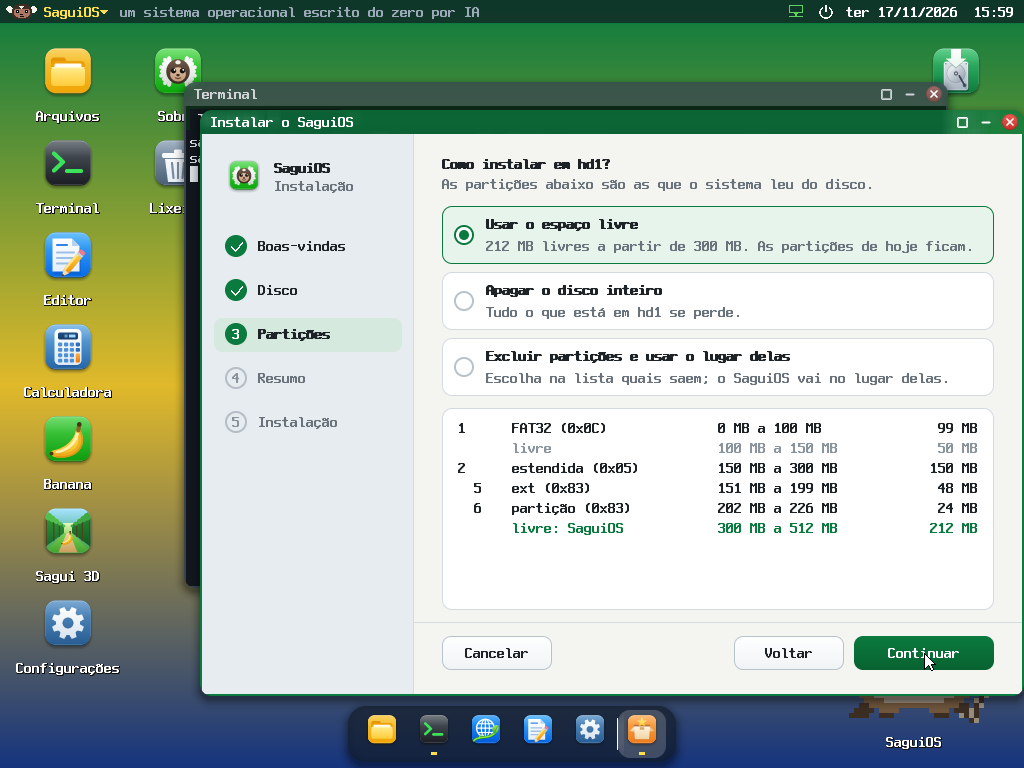 SaguiOS▾ um sistema operacional escrito do zero por IA
ter 17/11/2026 15:59
Arquivos
Terminal
Editor
Calculadora
Banana
Sagui 3D
Configurações
Terminal
Instalar o SaguiOS
SaguiOS
Instalação
Boas-vindas
Disco
3 Partições
4 Resumo
5 Instalação
Como instalar em hd1?
As partições abaixo são as que o sistema leu do disco.
Usar o espaço livre
212 MB livres a partir de 300 MB. As partições de hoje ficam.
Apagar o disco inteiro
Tudo o que está em hd1 se perde.
Excluir partições e usar o lugar delas
Escolha na lista quais saem; o SaguiOS vai no lugar delas.
1 FAT32 (0x0C) 0 MB a 100 MB 99 MB
livre 100 MB a 150 MB 50 MB
2 estendida (0x05) 150 MB a 300 MB 150 MB
5 ext (0x83) 151 MB a 199 MB 48 MB
6 partição (0x83) 202 MB a 226 MB 24 MB
livre: SaguiOS 300 MB a 512 MB 212 MB
Cancelar Voltar Continuar
SaguiOS